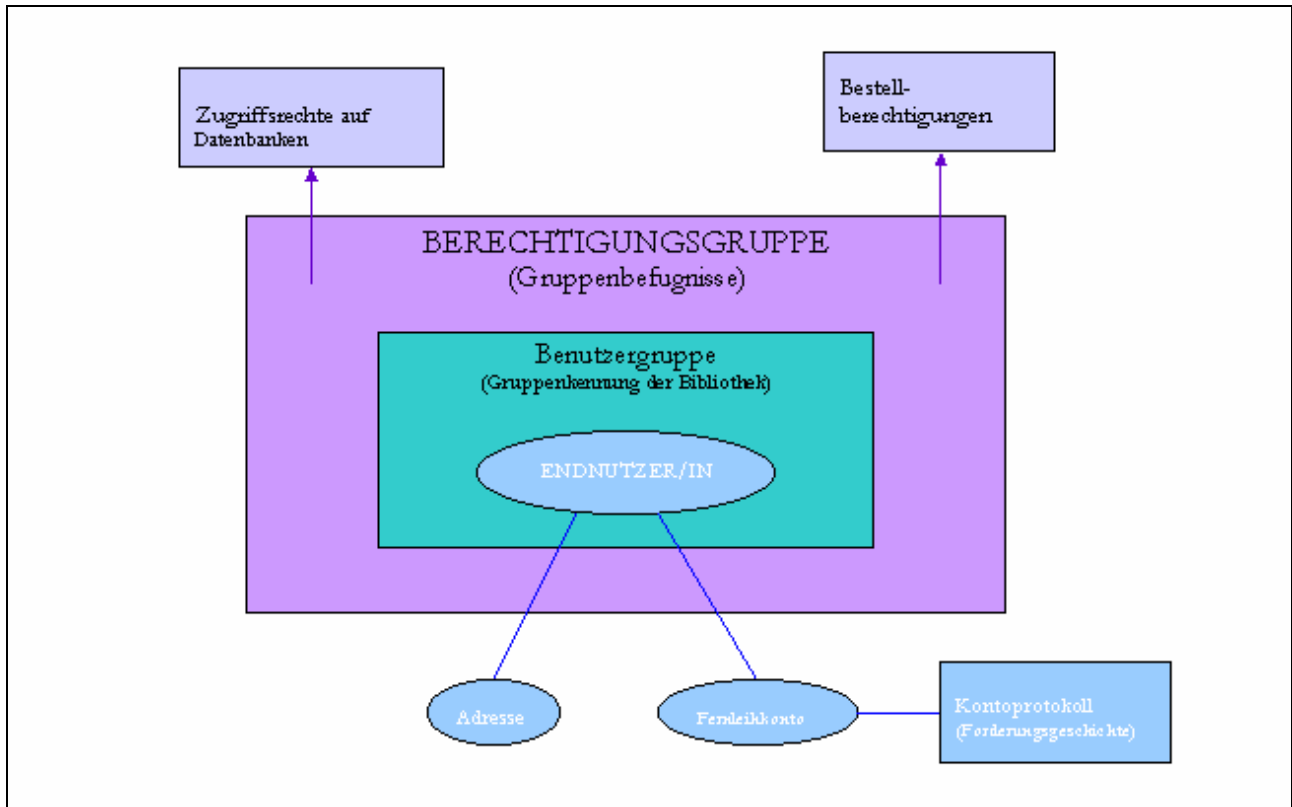 Zugriffsrechte auf
Datenbanken
Bestell-
berechtigungen
BERECHTIGUNGSGRUPPE
(Gruppenbefugnisse)
Benutzergruppe
(Gruppenkennung der Bibliothek)
ENDNUTZER/IN
Adresse
Fernleihkonto
Kontoprotokoll
(Forderungsgeschichte)